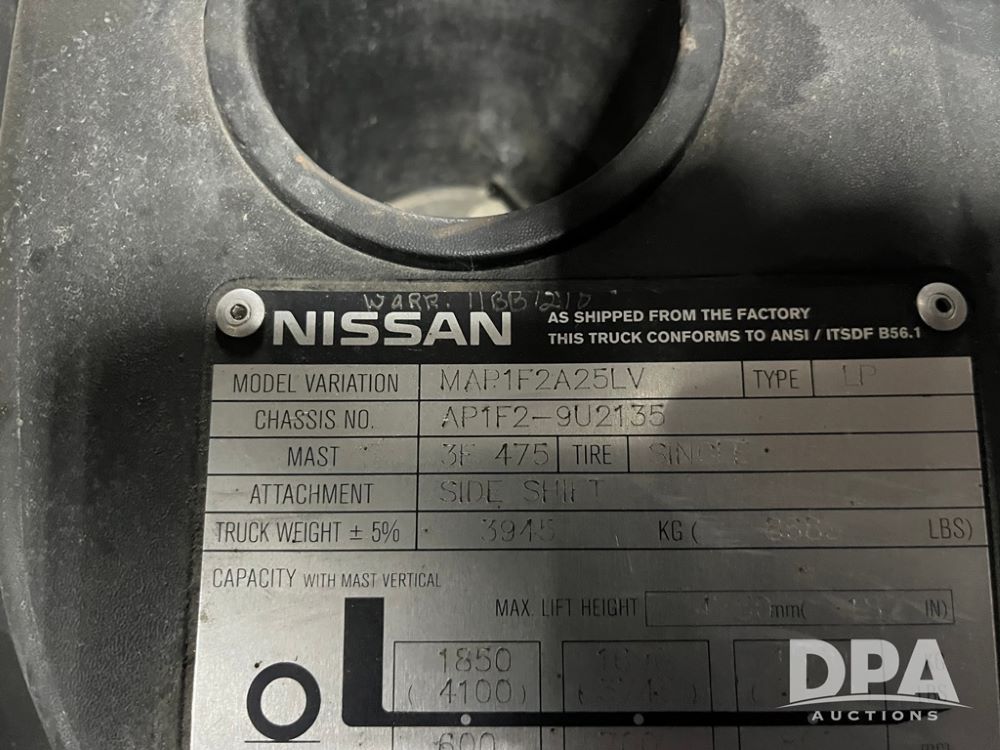 WARR. 11BB1210
NISSAN AS SHIPPED FROM THE FACTORY
THIS TRUCK CONFORMS TO ANSI / ITSDF B56.1
MODEL VARIATION MAP1F2A25LV TYPE LP
CHASSIS NO. AP1F2-9U2135
MAST 3F 475 TIRE SINGLE
ATTACHMENT SIDE SHIFT
TRUCK WEIGHT ± 5% 3945 KG ( LBS)
CAPACITY WITH MAST VERTICAL
MAX. LIFT HEIGHT mm( IN)
1850
(4100)
600
DPA
AUCTIONS